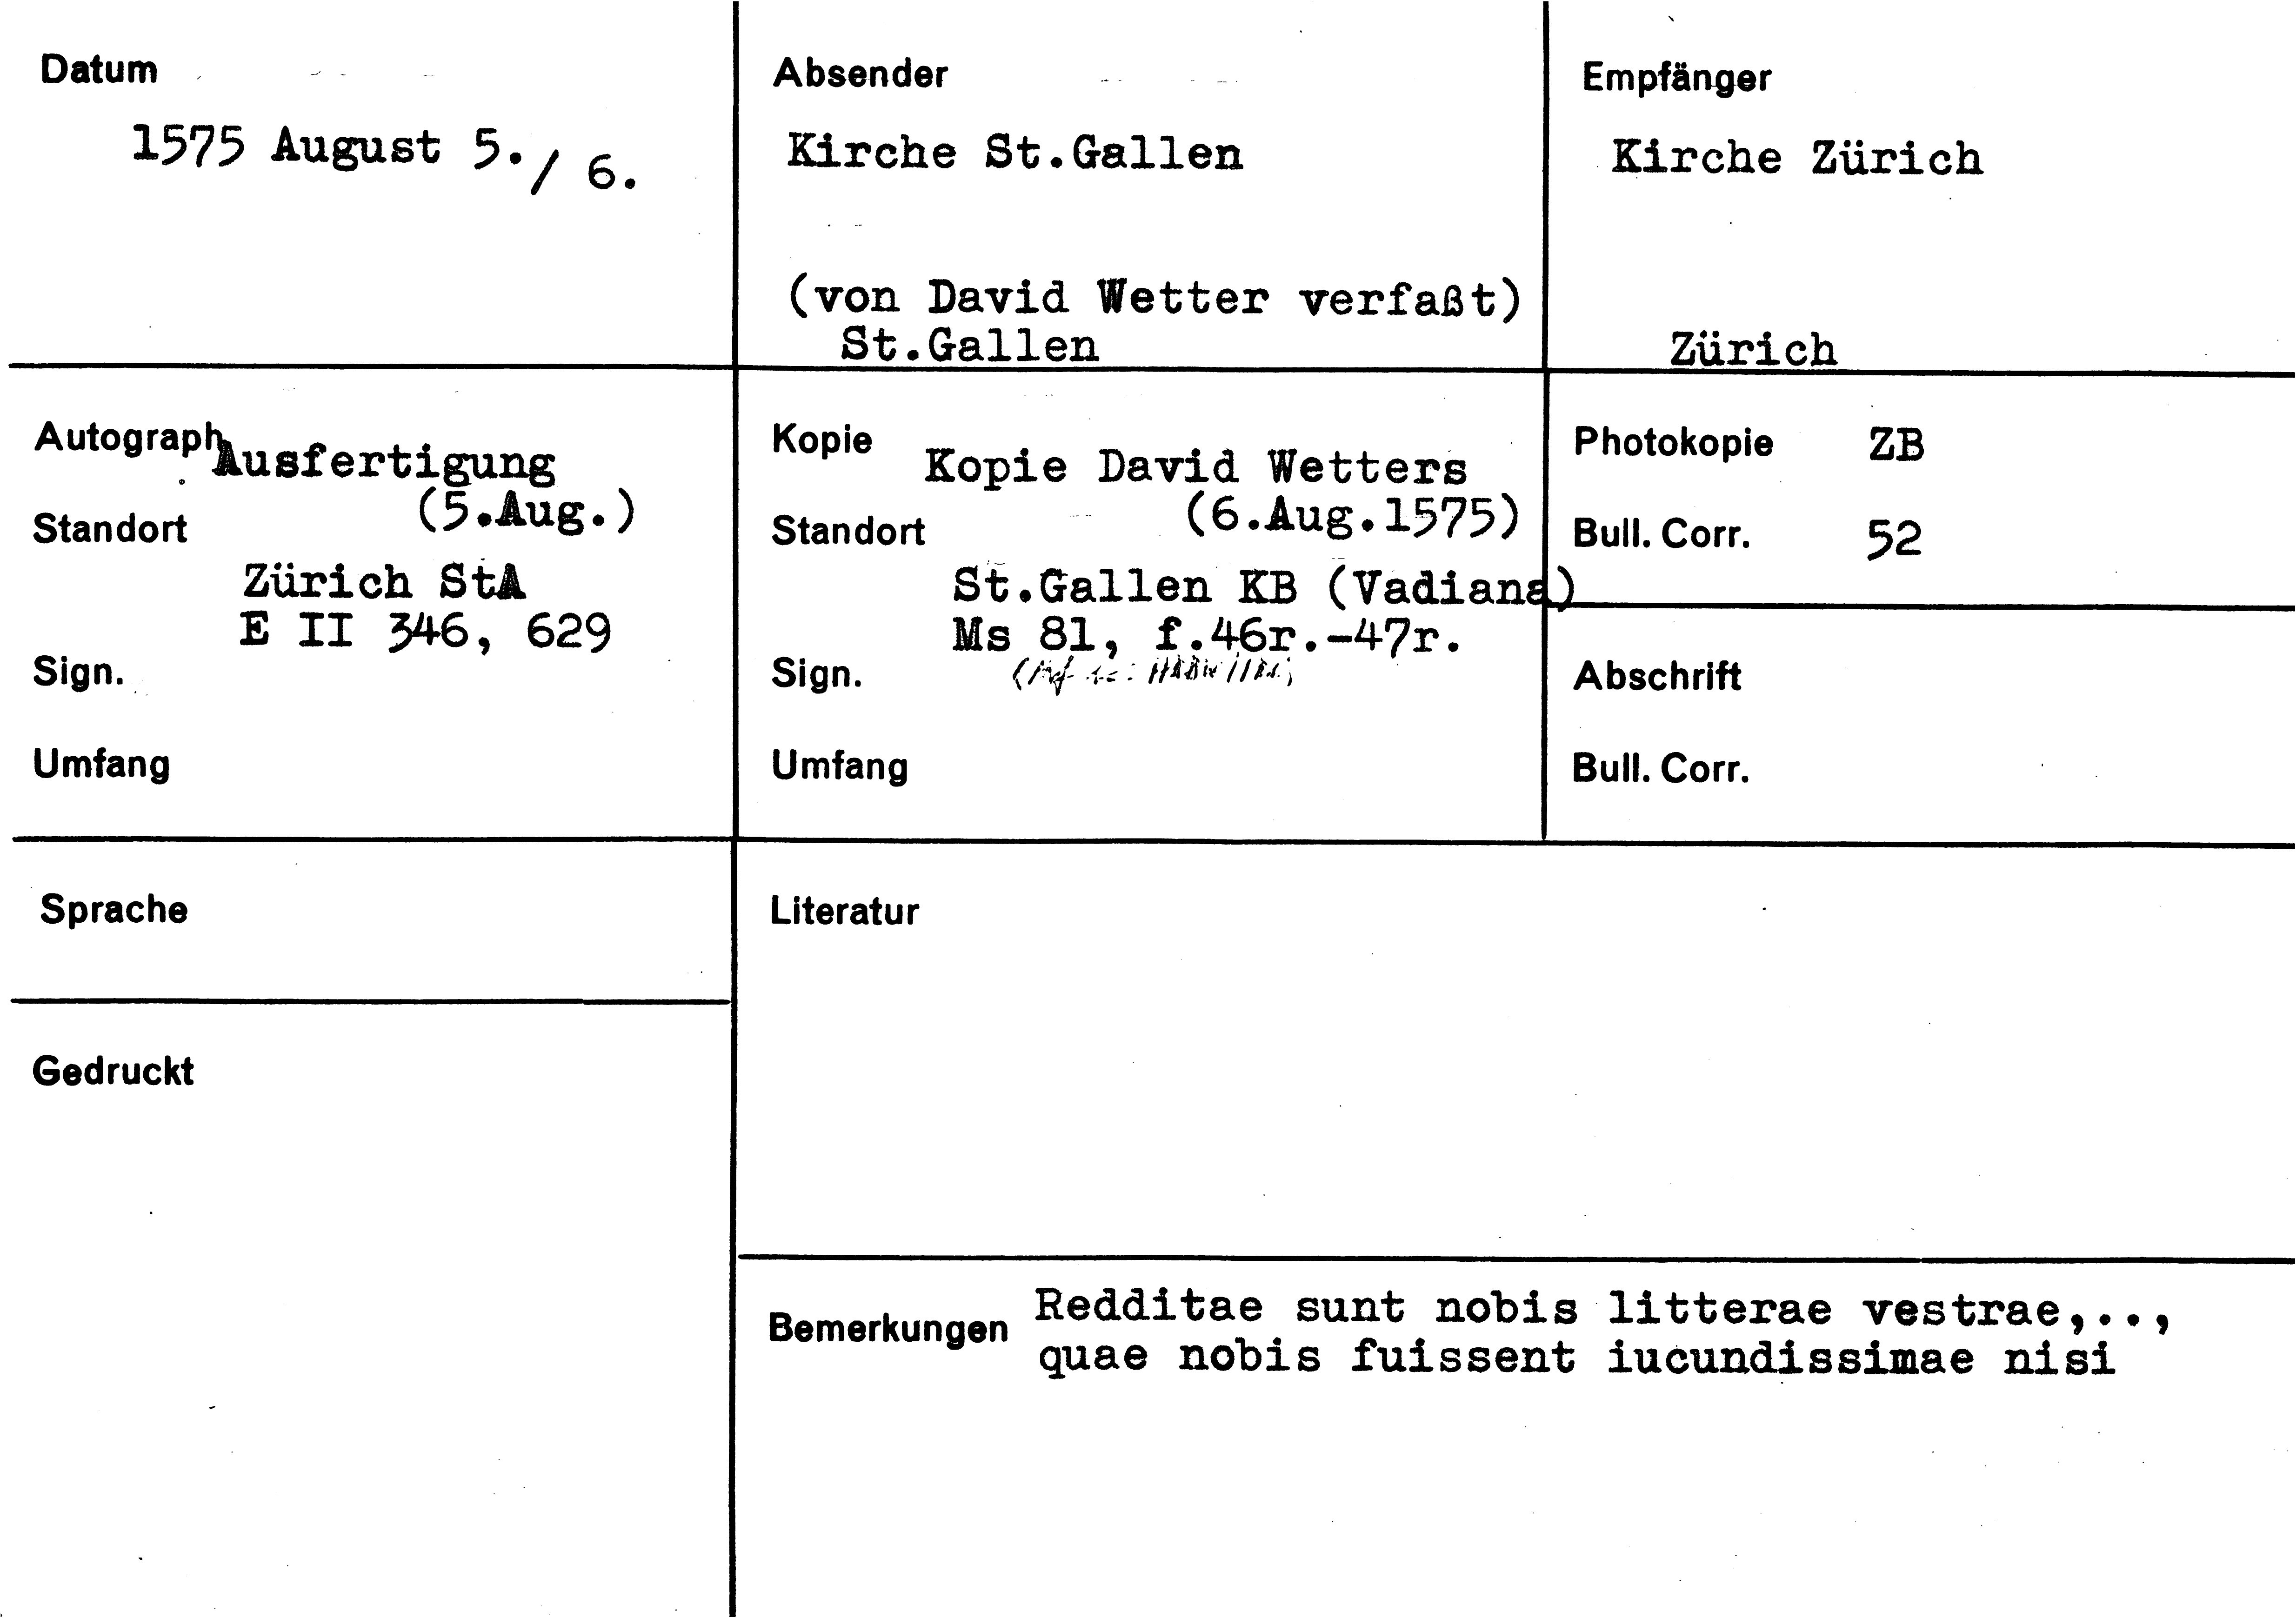 Datum
1575 August 5./ 6.
Absender
Kirche St.Gallen
(von David Wetter verfaßt)
St.Gallen
Empfänger
Kirche Zürich
Zürich
Autograph Ausfertigung
(5.Aug.)
Standort
Zürich StA
E II 346, 629
Sign.
Umfang
Kopie Kopie David Wetters
(6.Aug.1575)
Standort
St.Gallen KB (Vadiana)
Ms 81, f.46r.-47r.
Sign.
Umfang
Photokopie ZB
Bull. Corr. 52
Abschrift
Bull. Corr.
Sprache
Literatur
Gedruckt
Bemerkungen Redditae sunt nobis litterae vestrae,..,
quae nobis fuissent iucundissimae nisi